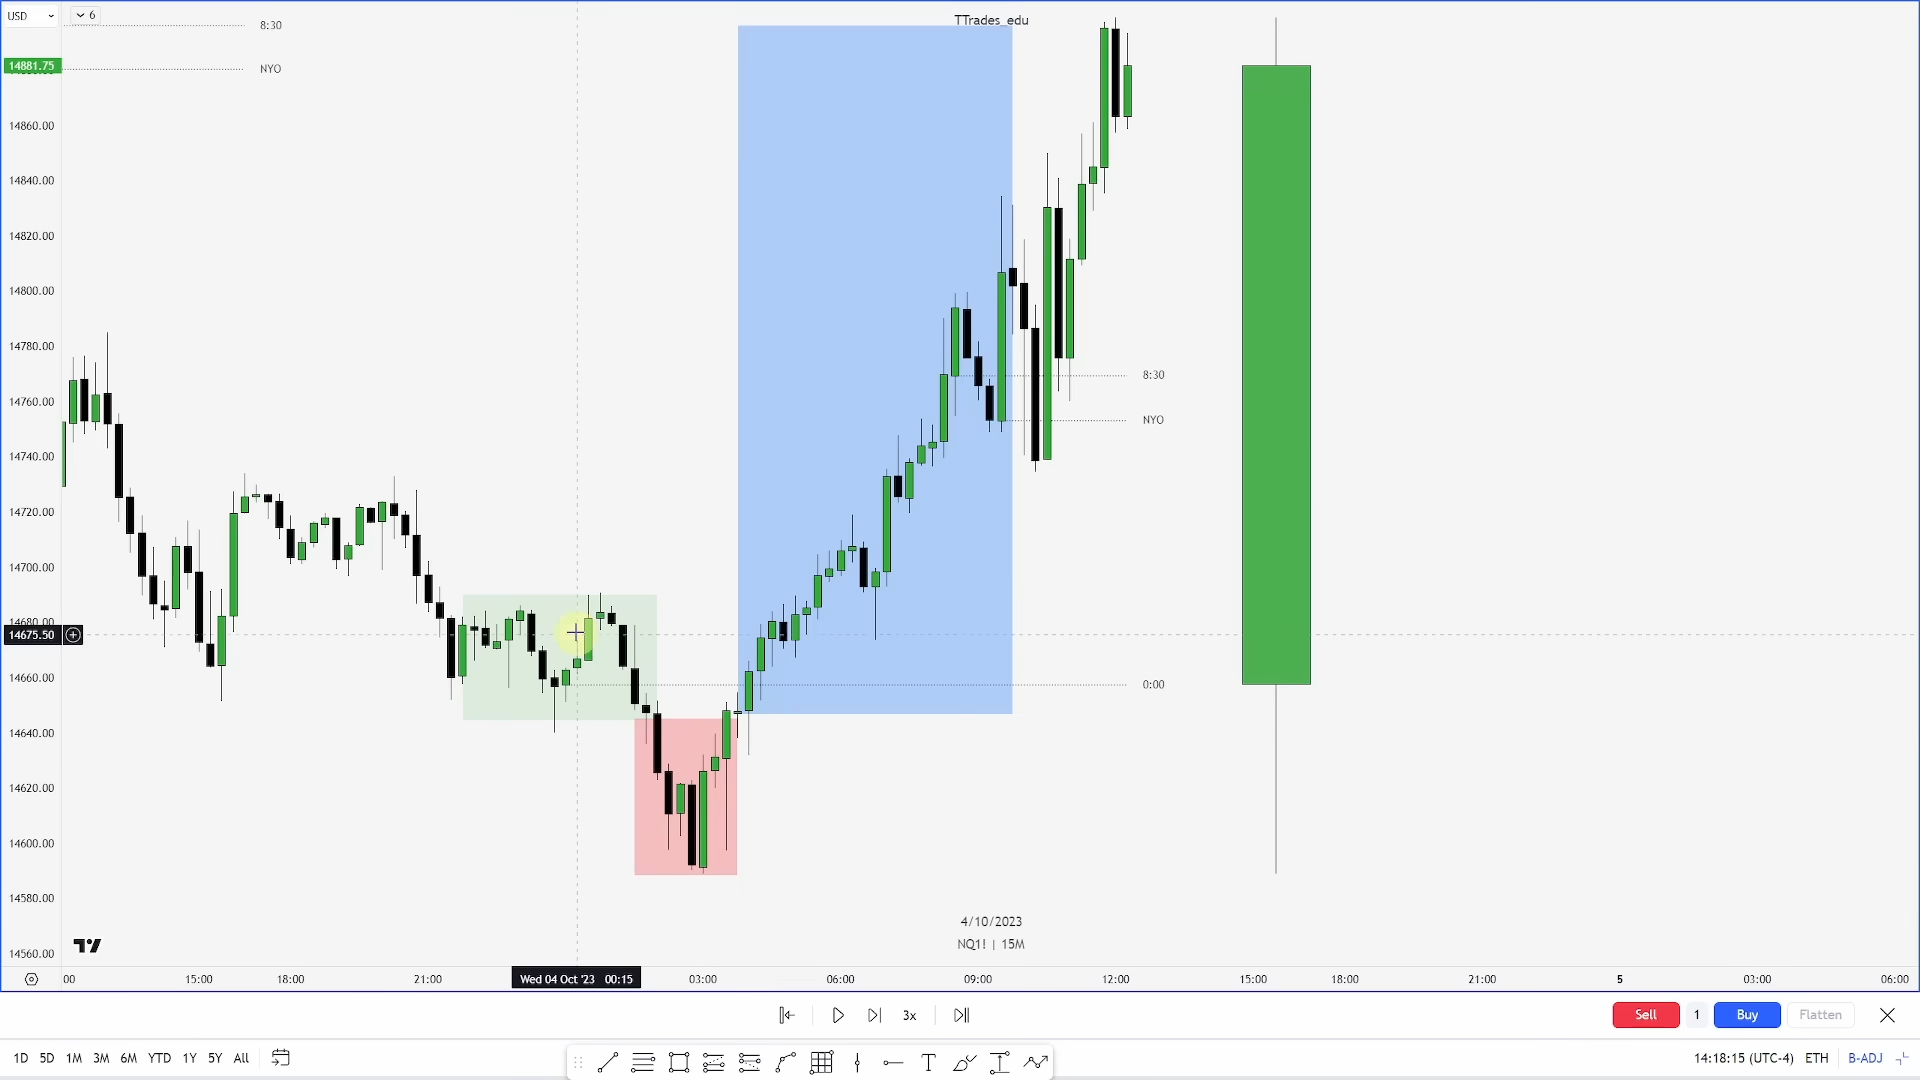 USD
6
8:30
TTrades_edu
14881.75
NYO
14860.00
14840.00
14820.00
14800.00
14780.00
8:30
14760.00
NYO
14740.00
14720.00
14700.00
14680.00
14675.50
14660.00
0:00
14640.00
14620.00
14600.00
14580.00
14560.00
4/10/2023
NQ1! | 15M
:00 15:00 18:00 21:00 Wed 04 Oct '23 00:15 03:00 06:00 09:00 12:00 15:00 18:00 21:00 5 03:00 06:00
3x
Sell 1 Buy Flatten
1D 5D 1M 3M 6M YTD 1Y 5Y All
14:18:15 (UTC-4) ETH B-ADJ